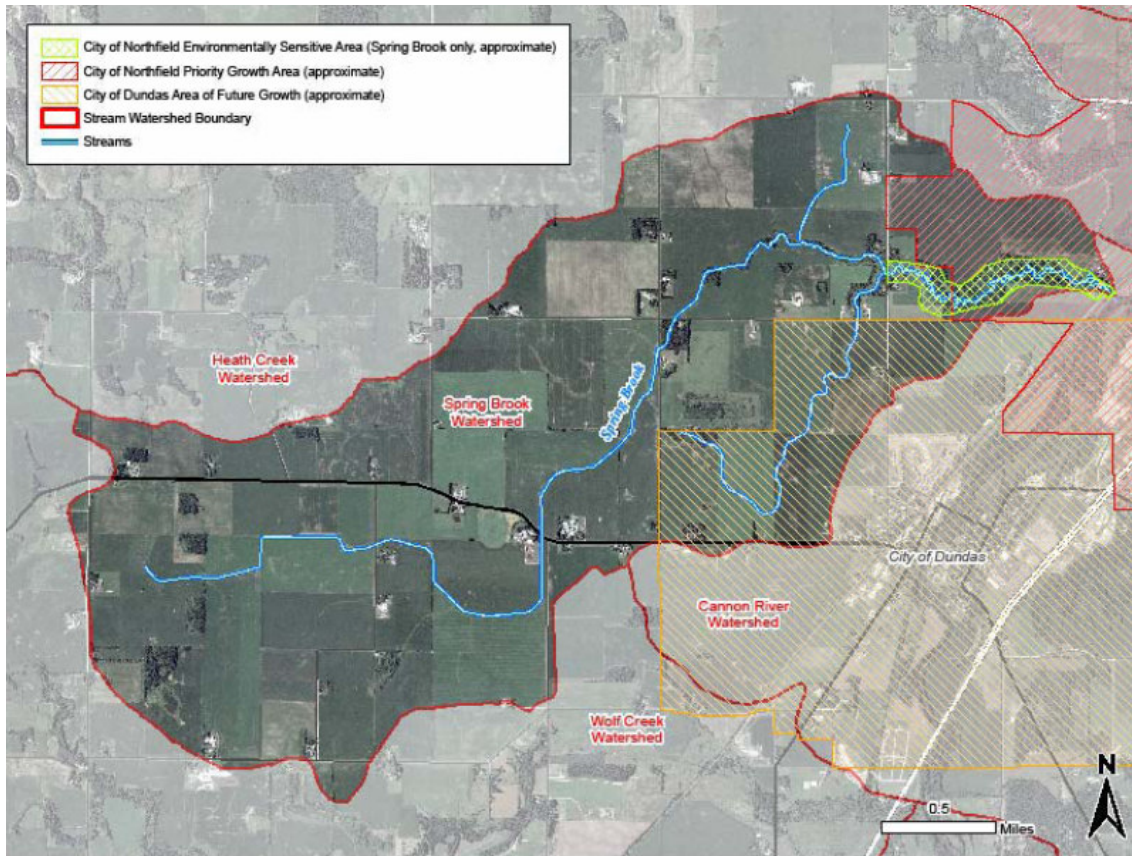 City of Northfield Environmentally Sensitive Area (Spring Brook only, approximate)
City of Northfield Priority Growth Area (approximate)
City of Dundas Area of Future Growth (approximate)
Stream Watershed Boundary
Streams
Heath Creek
Watershed
Spring Brook
Watershed
Spring Brook
City of Dundas
Cannon River
Watershed
Wolf Creek
Watershed
N
0.5
Miles